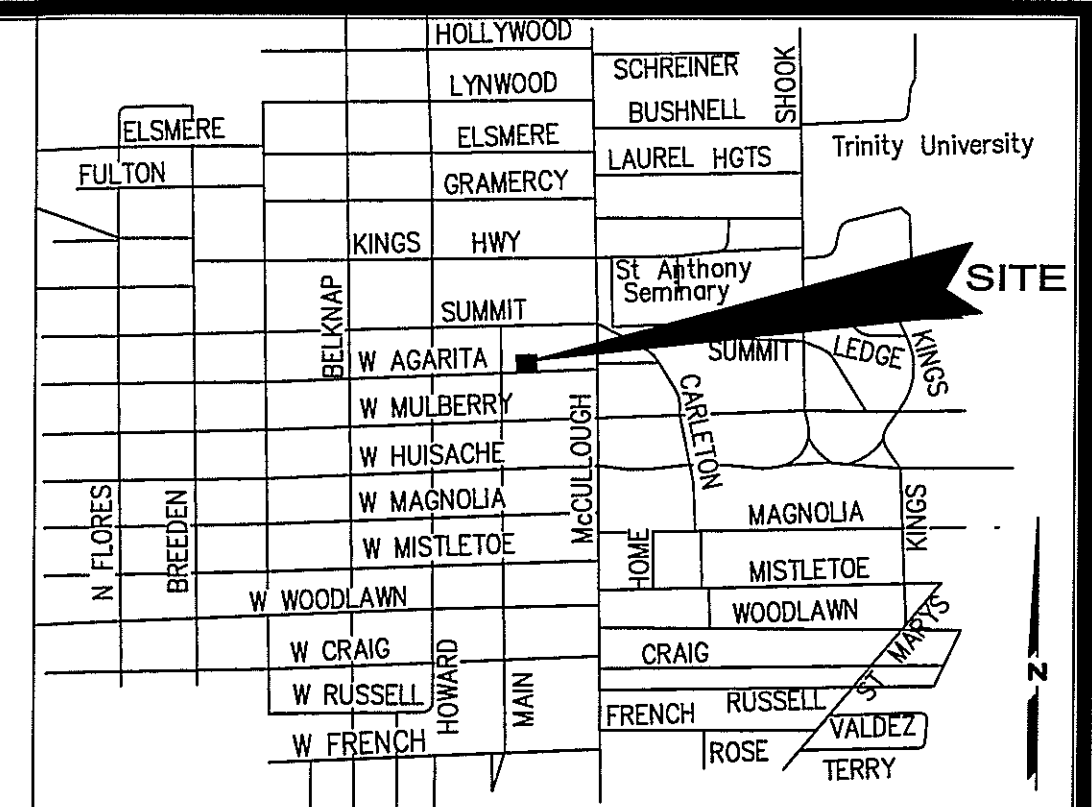 HOLLYWOOD
SCHREINER
SHOOK
LYNWOOD
BUSHNELL
ELSMERE
ELSMERE
Trinity University
LAUREL HGTS
FULTON
GRAMERCY
KINGS HWY
St Anthony
Seminary
SITE
BELKNAP
SUMMIT
W AGARITA
SUMMIT
LEDGE
KINGS
W MULBERRY
CARLETON
McCULLOUGH
W HUISACHE
N FLORES
BREEDEN
W MAGNOLIA
MAGNOLIA
KINGS
W MISTLETOE
HOME
MISTLETOE
W WOODLAWN
WOODLAWN
ST MARYS
W CRAIG
HOWARD
CRAIG
N
W RUSSELL
MAIN
FRENCH
RUSSELL
VALDEZ
W FRENCH
ROSE
TERRY